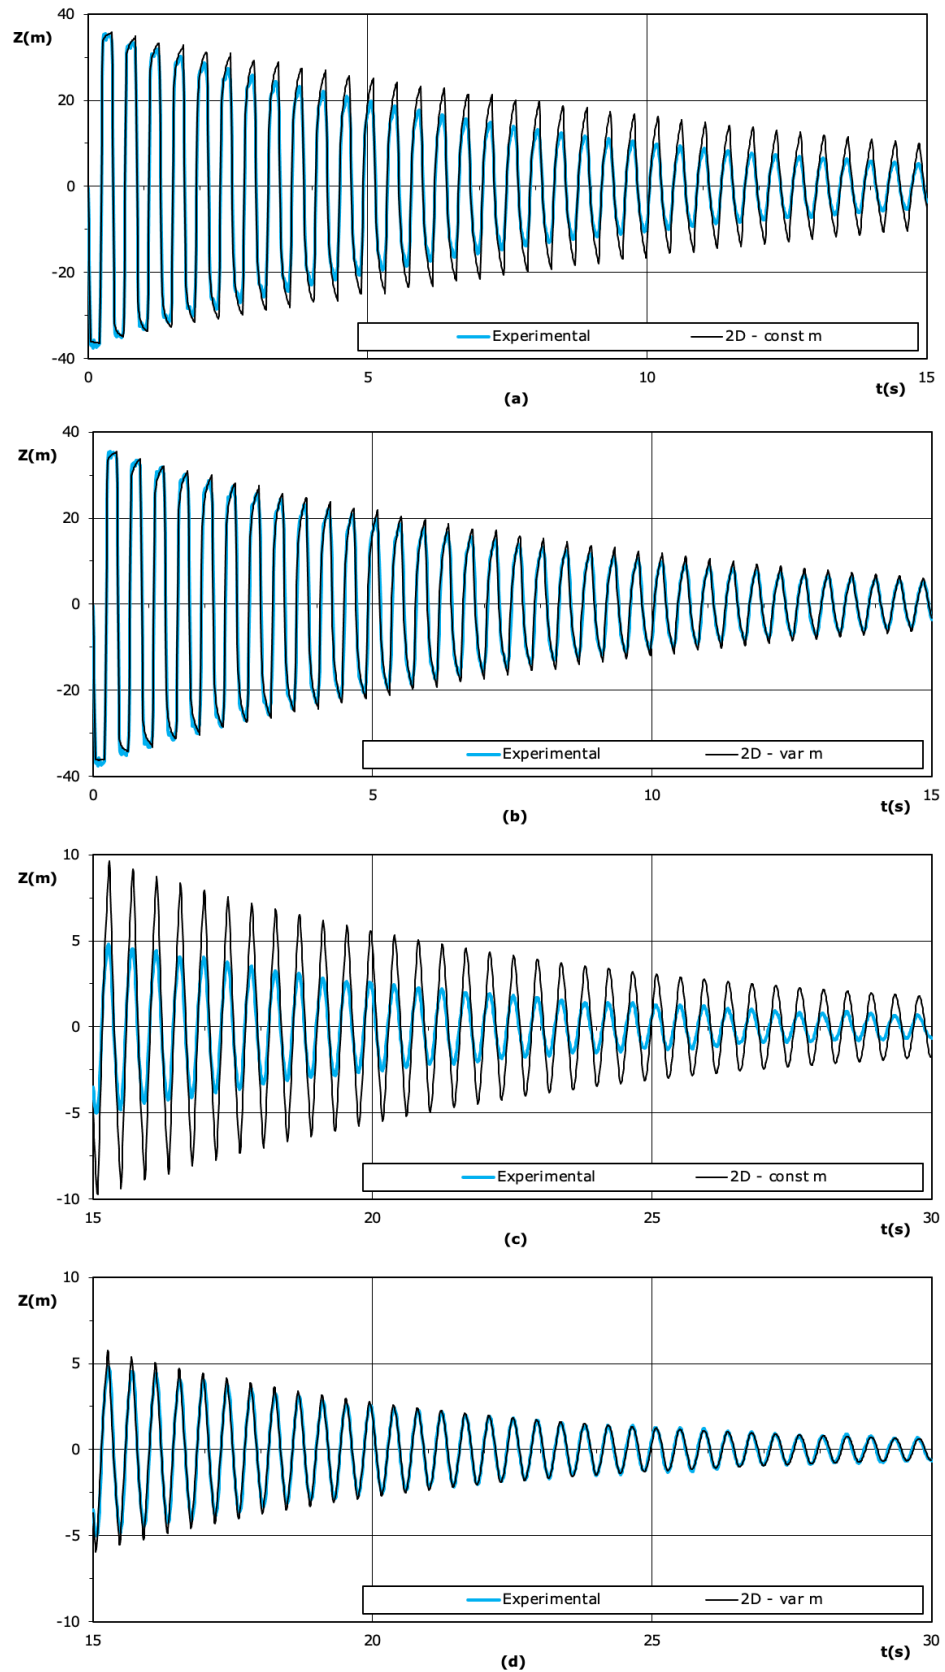 40
Z(m)
20
0
-20
Experimental 2D - const m
-40
0 5 10 15
t(s)
(a)
40
Z(m)
20
0
-20
Experimental 2D - var m
-40
0 5 10 15
t(s)
(b)
10
Z(m)
5
0
-5
Experimental 2D - const m
-10
15 20 25 30
t(s)
(c)
10
Z(m)
5
0
-5
Experimental 2D - var m
-10
15 20 25 30
t(s)
(d)